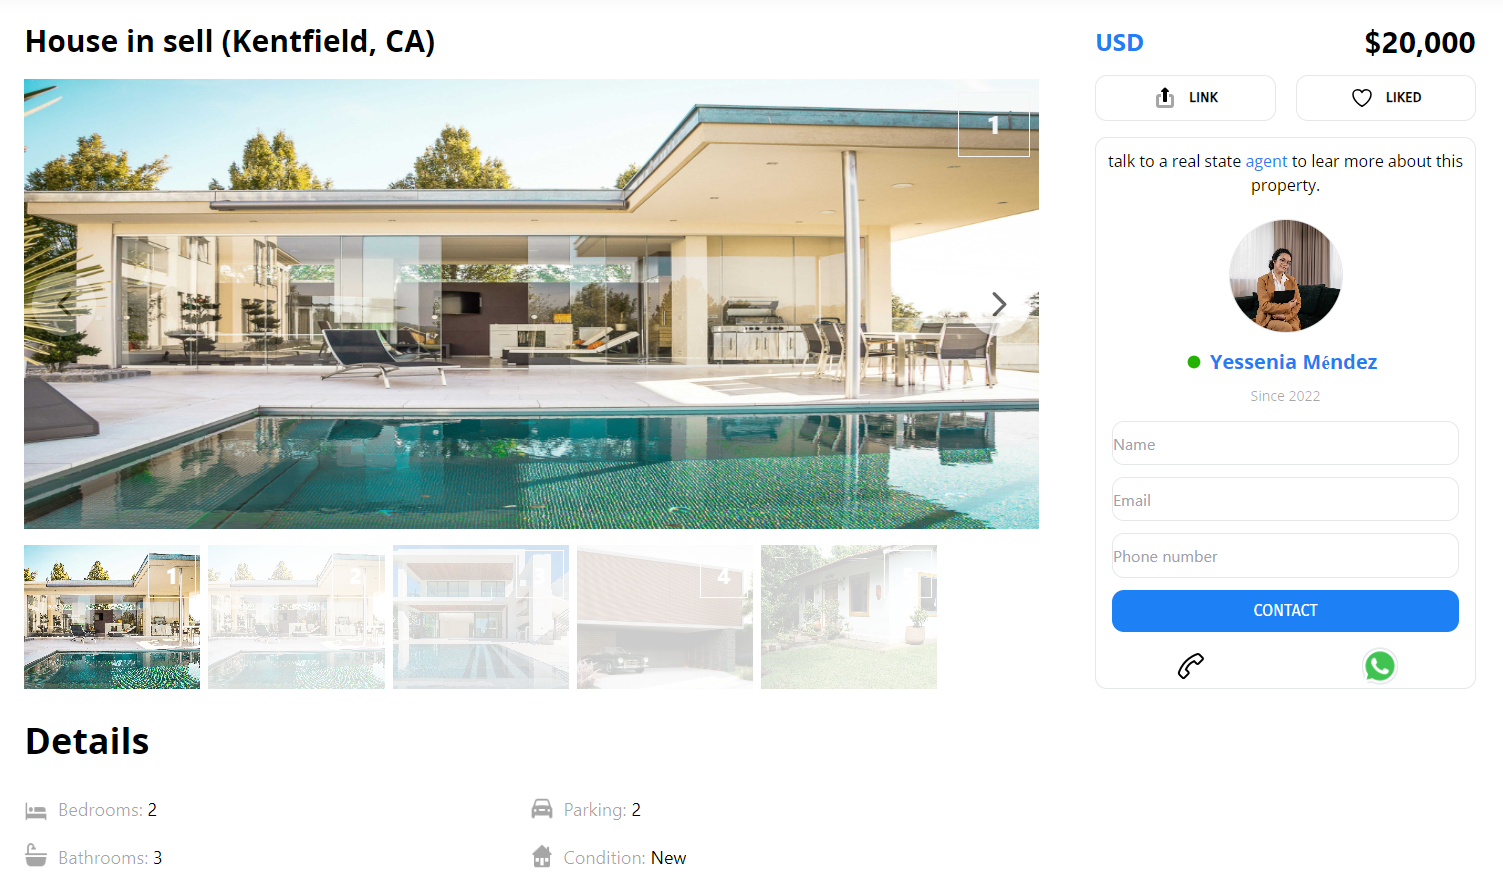 House in sell (Kentfield, CA)
USD
$20,000
LINK
LIKED
1
talk to a real state agent to lear more about this
property.
Yessenia Méndez
Since 2022
Name
Email
Phone number
CONTACT
1
2
3
4
Details
Bedrooms: 2
Parking: 2
Bathrooms: 3
Condition: New